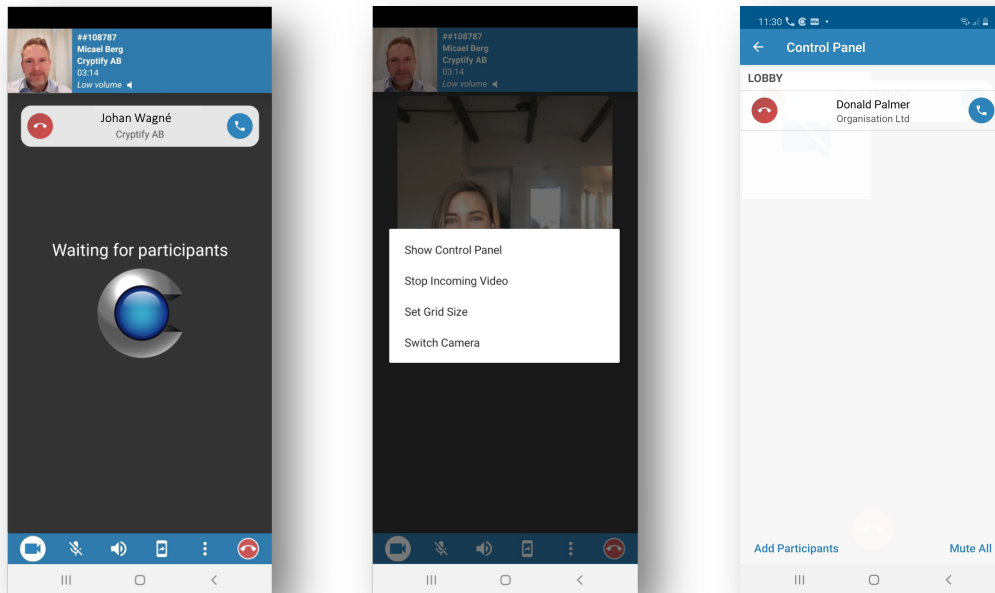 ##108787
Micael Berg
Cryptify AB
03:14
Low volume
Johan Wagné
Cryptify AB
Waiting for participants
##108787
Micael Berg
Cryptify AB
03:14
Low volume
Show Control Panel
Stop Incoming Video
Set Grid Size
Switch Camera
11:30
Control Panel
LOBBY
Donald Palmer
Organisation Ltd
Add Participants
Mute All